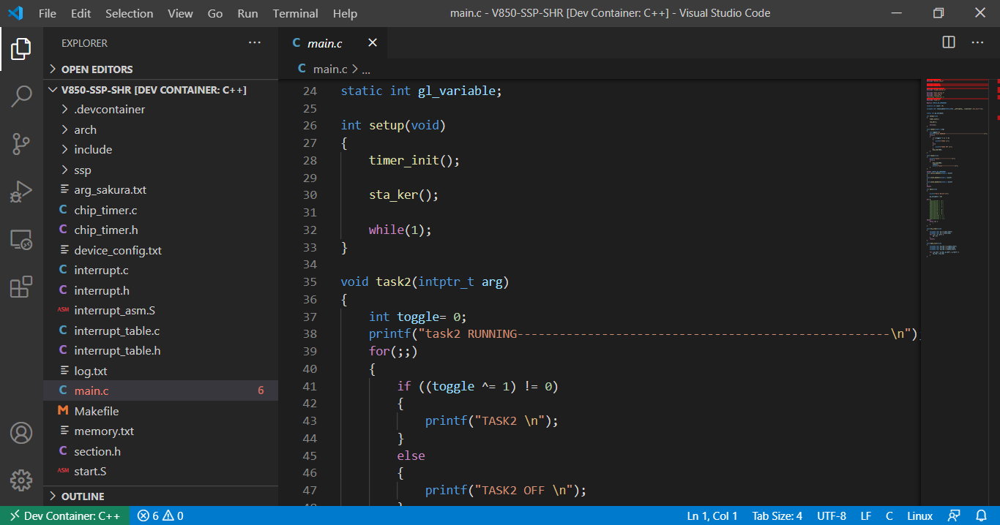 File Edit Selection View Go Run Terminal Help main.c - V850-SSP-SHR [Dev Container: C++] - Visual Studio Code
EXPLORER
OPEN EDITORS
V850-SSP-SHR [DEV CONTAINER: C++]
.devcontainer
arch
include
ssp
arg_sakura.txt
C chip_timer.c
C chip_timer.h
device_config.txt
C interrupt.c
C interrupt.h
ASM interrupt_asm.S
C interrupt_table.c
C interrupt_table.h
log.txt
C main.c 6
M Makefile
memory.txt
C section.h
ASM start.S
OUTLINE
C main.c
C main.c > ...
24 static int gl_variable;
25
26 int setup(void)
27 {
28 timer_init();
29
30 sta_ker();
31
32 while(1);
33 }
34
35 void task2(intptr_t arg)
36 {
37 int toggle= 0;
38 printf("task2 RUNNING-----------------------------------------------------\n")
39 for(;;)
40 {
41 if ((toggle ^= 1) != 0)
42 {
43 printf("TASK2 \n");
44 }
45 else
46 {
47 printf("TASK2 OFF \n");
48 }
Dev Container: C++ 6 0 Ln 1, Col 1 Tab Size: 4 UTF-8 LF C Linux